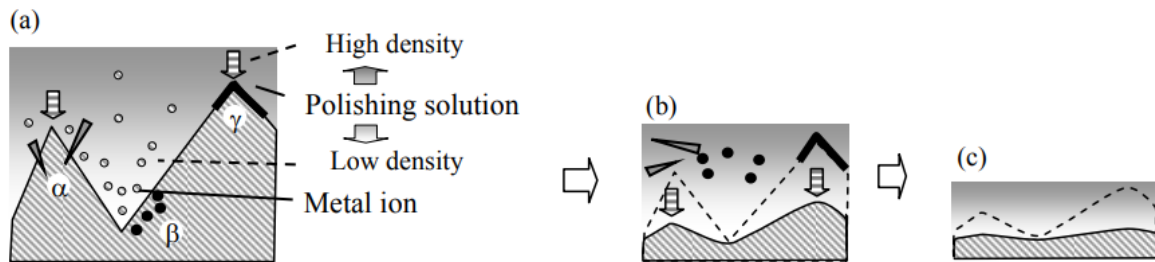 (a)
High density
Polishing solution
Low density
Metal ion
α
β
γ
(b)
(c)